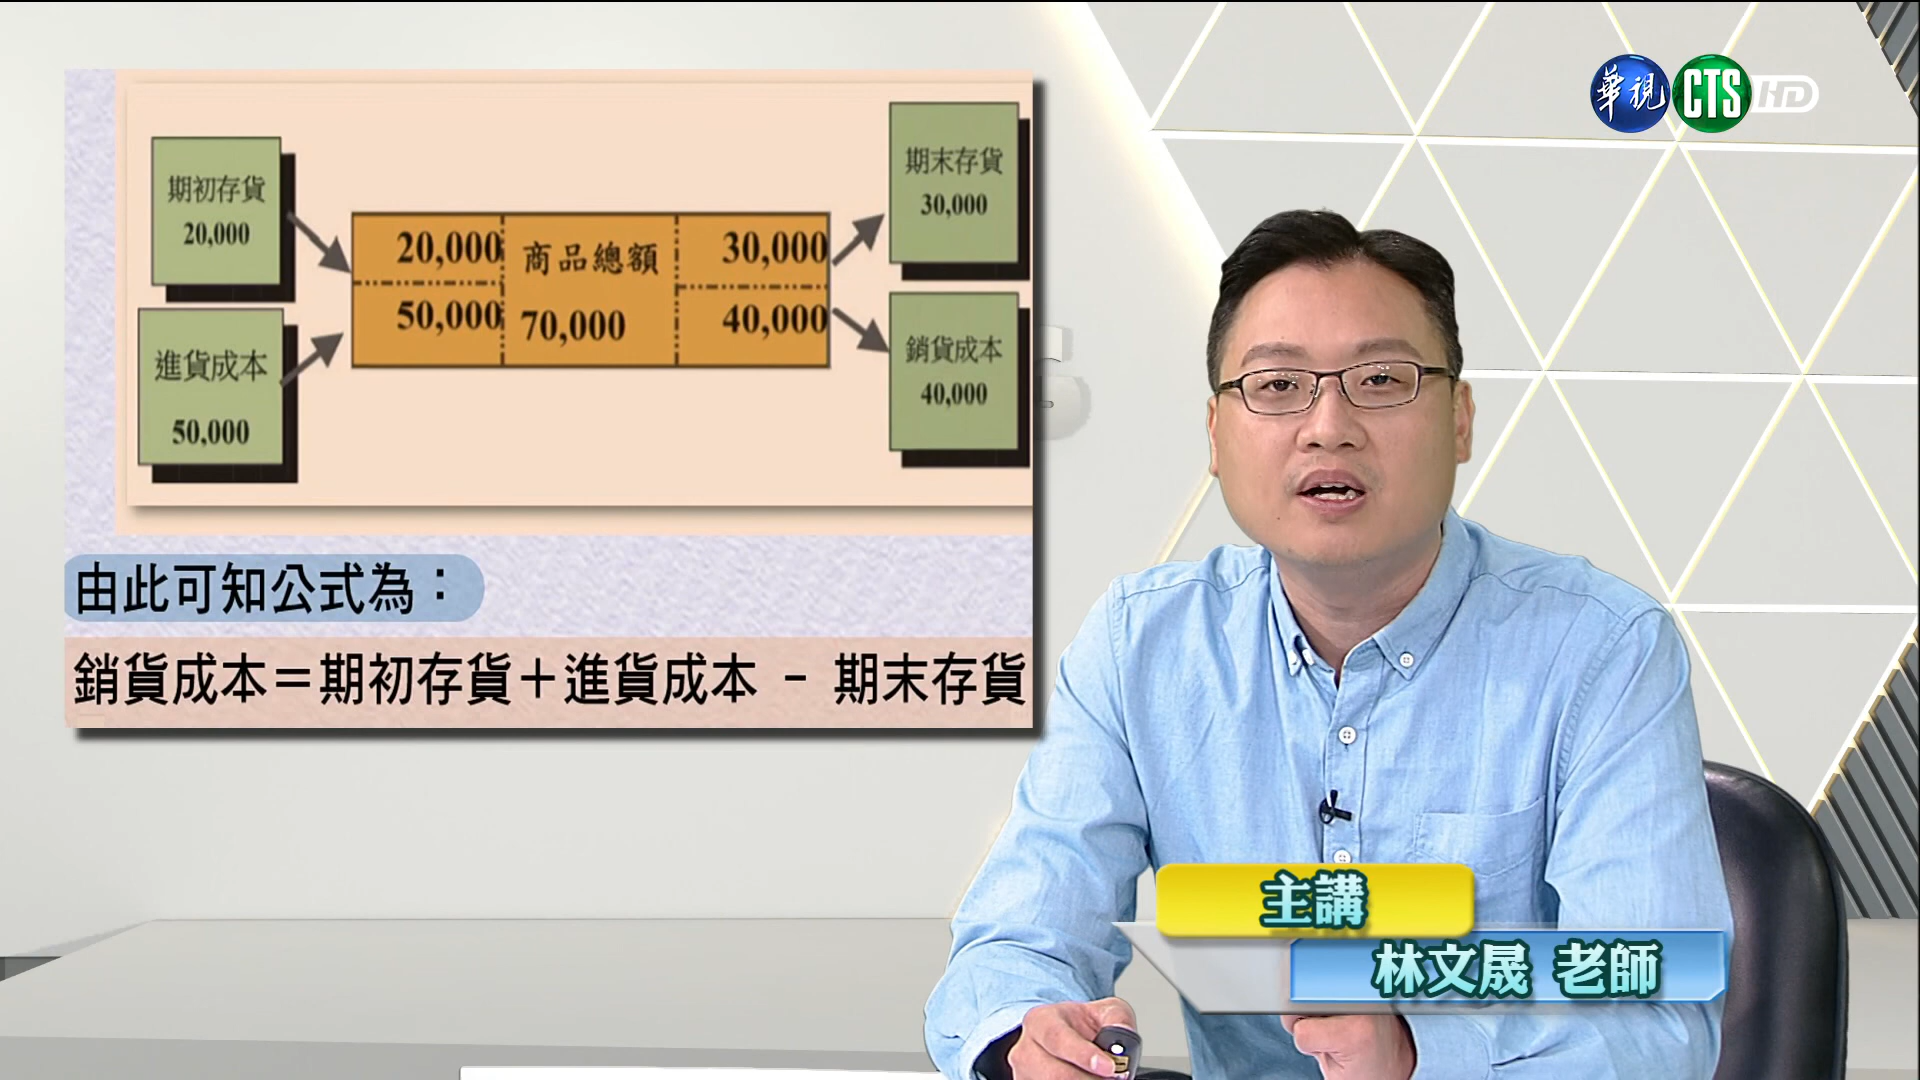 華視 CTS HD
期初存貨
20,000
進貨成本
50,000
20,000
50,000
商品總額
70,000
30,000
40,000
期末存貨
30,000
銷貨成本
40,000
由此可知公式為：
銷貨成本＝期初存貨＋進貨成本 － 期末存貨
主講
林文晟 老師